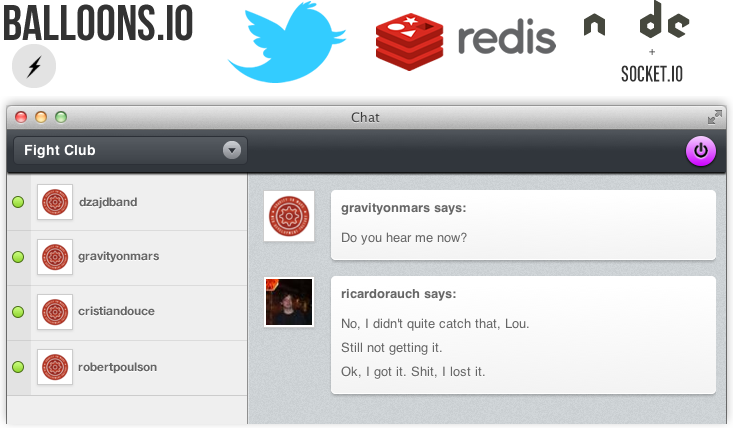 BALLOONS.IO
redis
n de
+
SOCKET.IO
Chat
Fight Club
dzajdband
gravityonmars
cristiandouce
robertpoulson
gravityonmars says:
Do you hear me now?
ricardorauch says:
No, I didn't quite catch that, Lou.
Still not getting it.
Ok, I got it. Shit, I lost it.